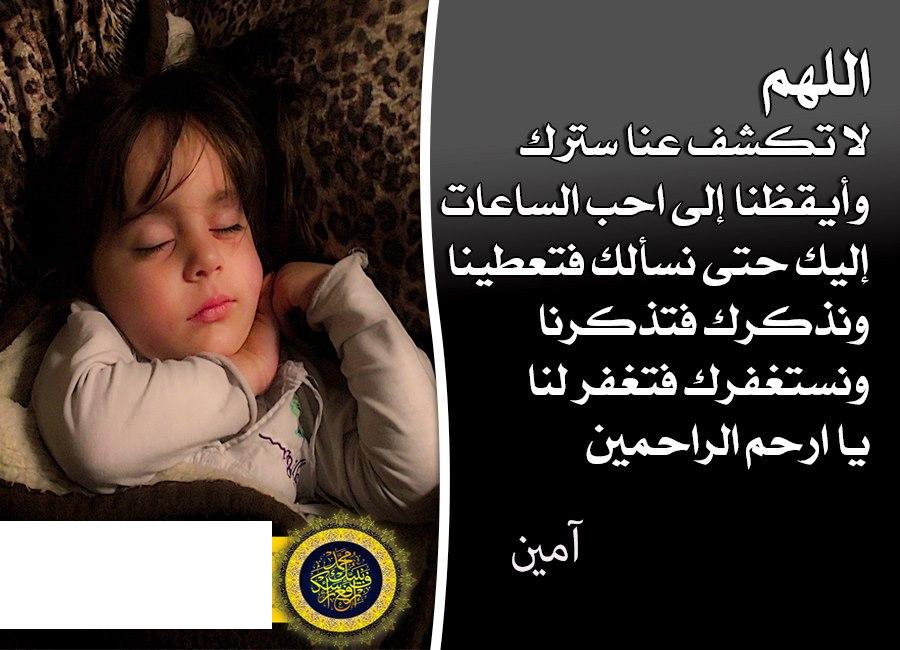 اللهم
لا تكشف عنا سترك
وأيقظنا إلى احب الساعات
إليك حتى نسألك فتعطينا
ونذكرك فتذكرنا
ونستغفرك فتغفر لنا
يا ارحم الراحمين
آمين